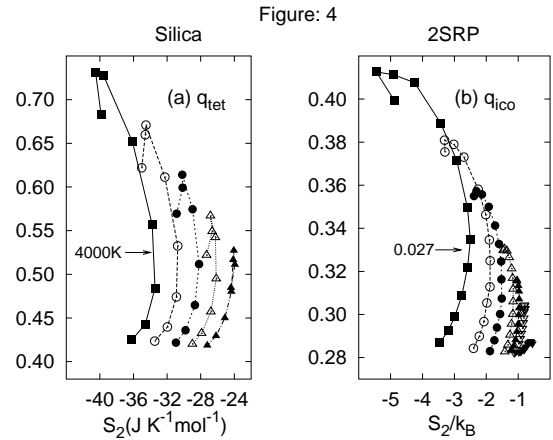 Figure: 4
Silica
2SRP
(a) q_tet
(b) q_ico
0.70
0.65
0.60
0.55
0.50
0.45
0.40
4000K
-40 -36 -32 -28 -24
S_2(J K^-1 mol^-1)
0.40
0.38
0.36
0.34
0.32
0.30
0.28
0.027
-5 -4 -3 -2 -1
S_2/k_B